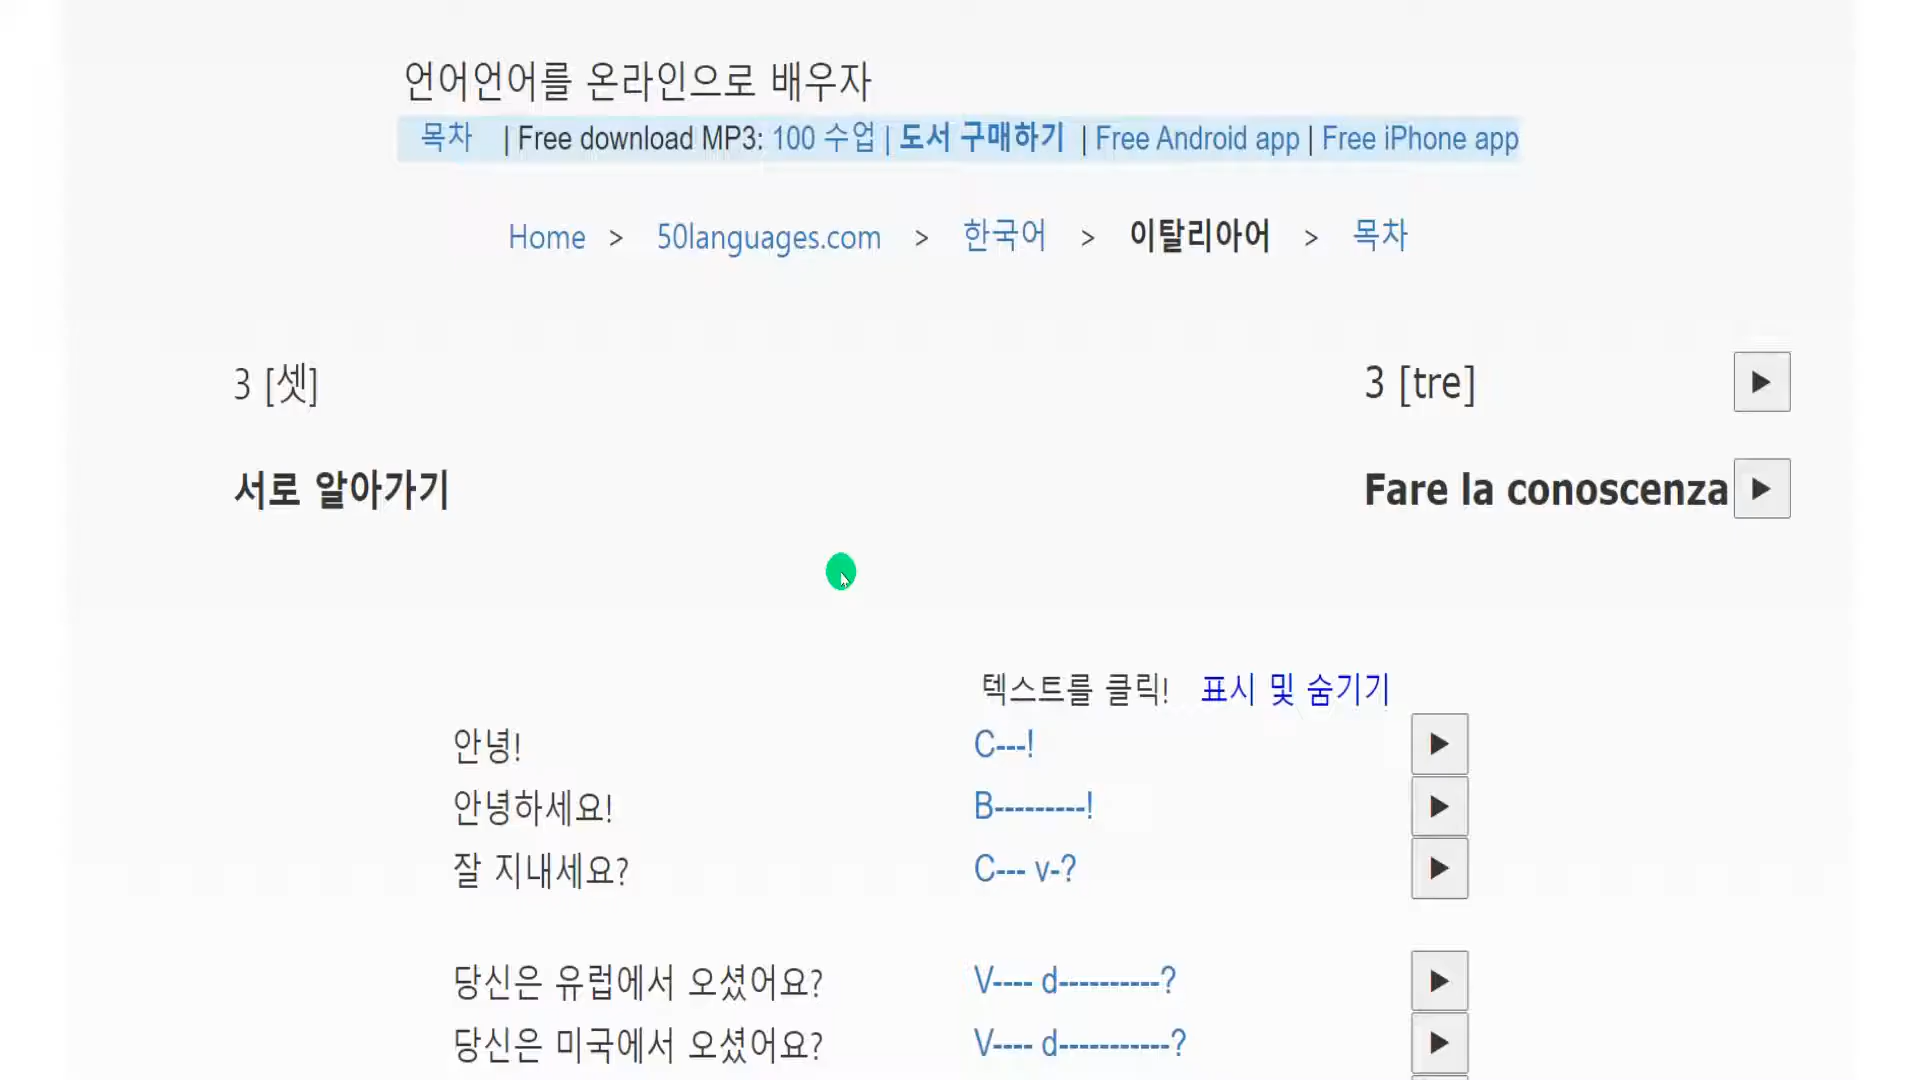 언어언어를 온라인으로 배우자
목차 | Free download MP3: 100 수업 | 도서 구매하기 | Free Android app | Free iPhone app
Home > 50languages.com > 한국어 > 이탈리아어 > 목차
3 [셋] 3 [tre]
서로 알아가기 Fare la conoscenza
텍스트를 클릭! 표시 및 숨기기
안녕! C---!
안녕하세요! B---------!
잘 지내세요? C--- v-?
당신은 유럽에서 오셨어요? V---- d----------?
당신은 미국에서 오셨어요? V---- d-----------?